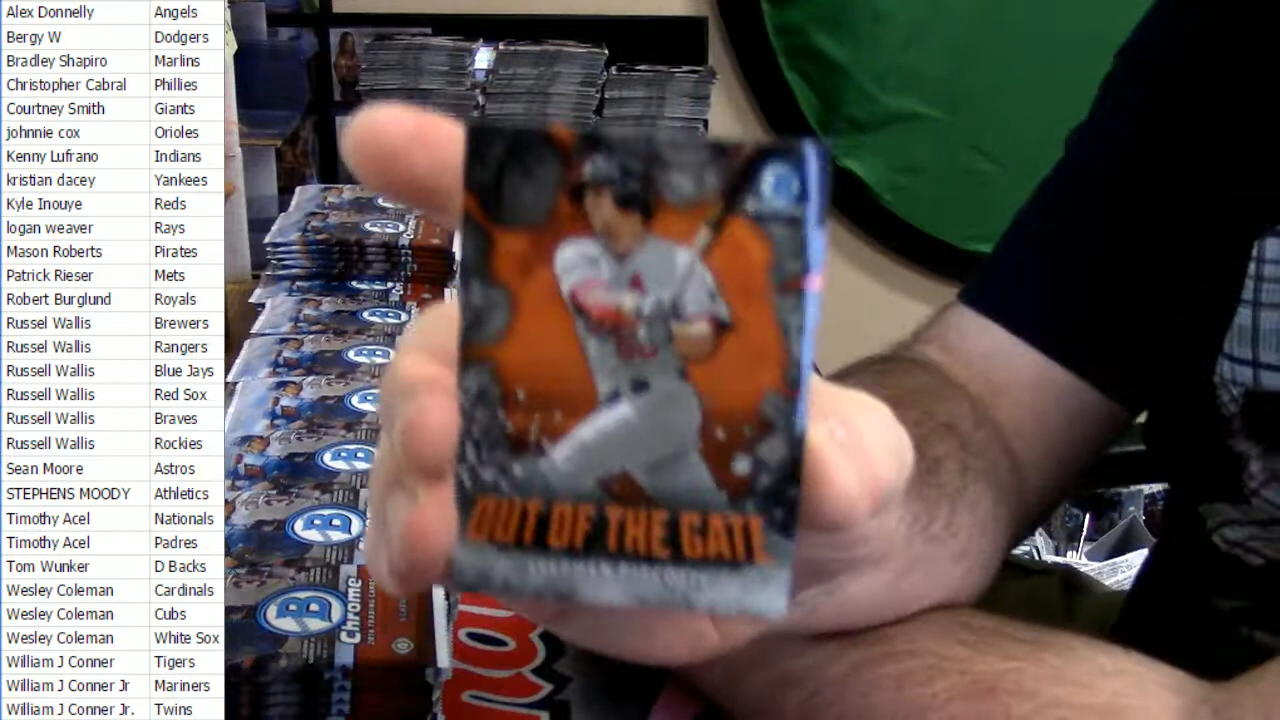 Alex Donnelly Angels
Bergy W Dodgers
Bradley Shapiro Marlins
Christopher Cabral Phillies
Courtney Smith Giants
johnnie cox Orioles
Kenny Lufrano Indians
kristian dacey Yankees
Kyle Inouye Reds
logan weaver Rays
Mason Roberts Pirates
Patrick Rieser Mets
Robert Burglund Royals
Russel Wallis Brewers
Russel Wallis Rangers
Russell Wallis Blue Jays
Russell Wallis Red Sox
Russell Wallis Braves
Russell Wallis Rockies
Sean Moore Astros
STEPHENS MOODY Athletics
Timothy Acel Nationals
Timothy Acel Padres
Tom Wunker D Backs
Wesley Coleman Cardinals
Wesley Coleman Cubs
Wesley Coleman White Sox
William J Conner Tigers
William J Conner Jr Mariners
William J Conner Jr. Twins
OUT OF THE GATE
B
Chrome